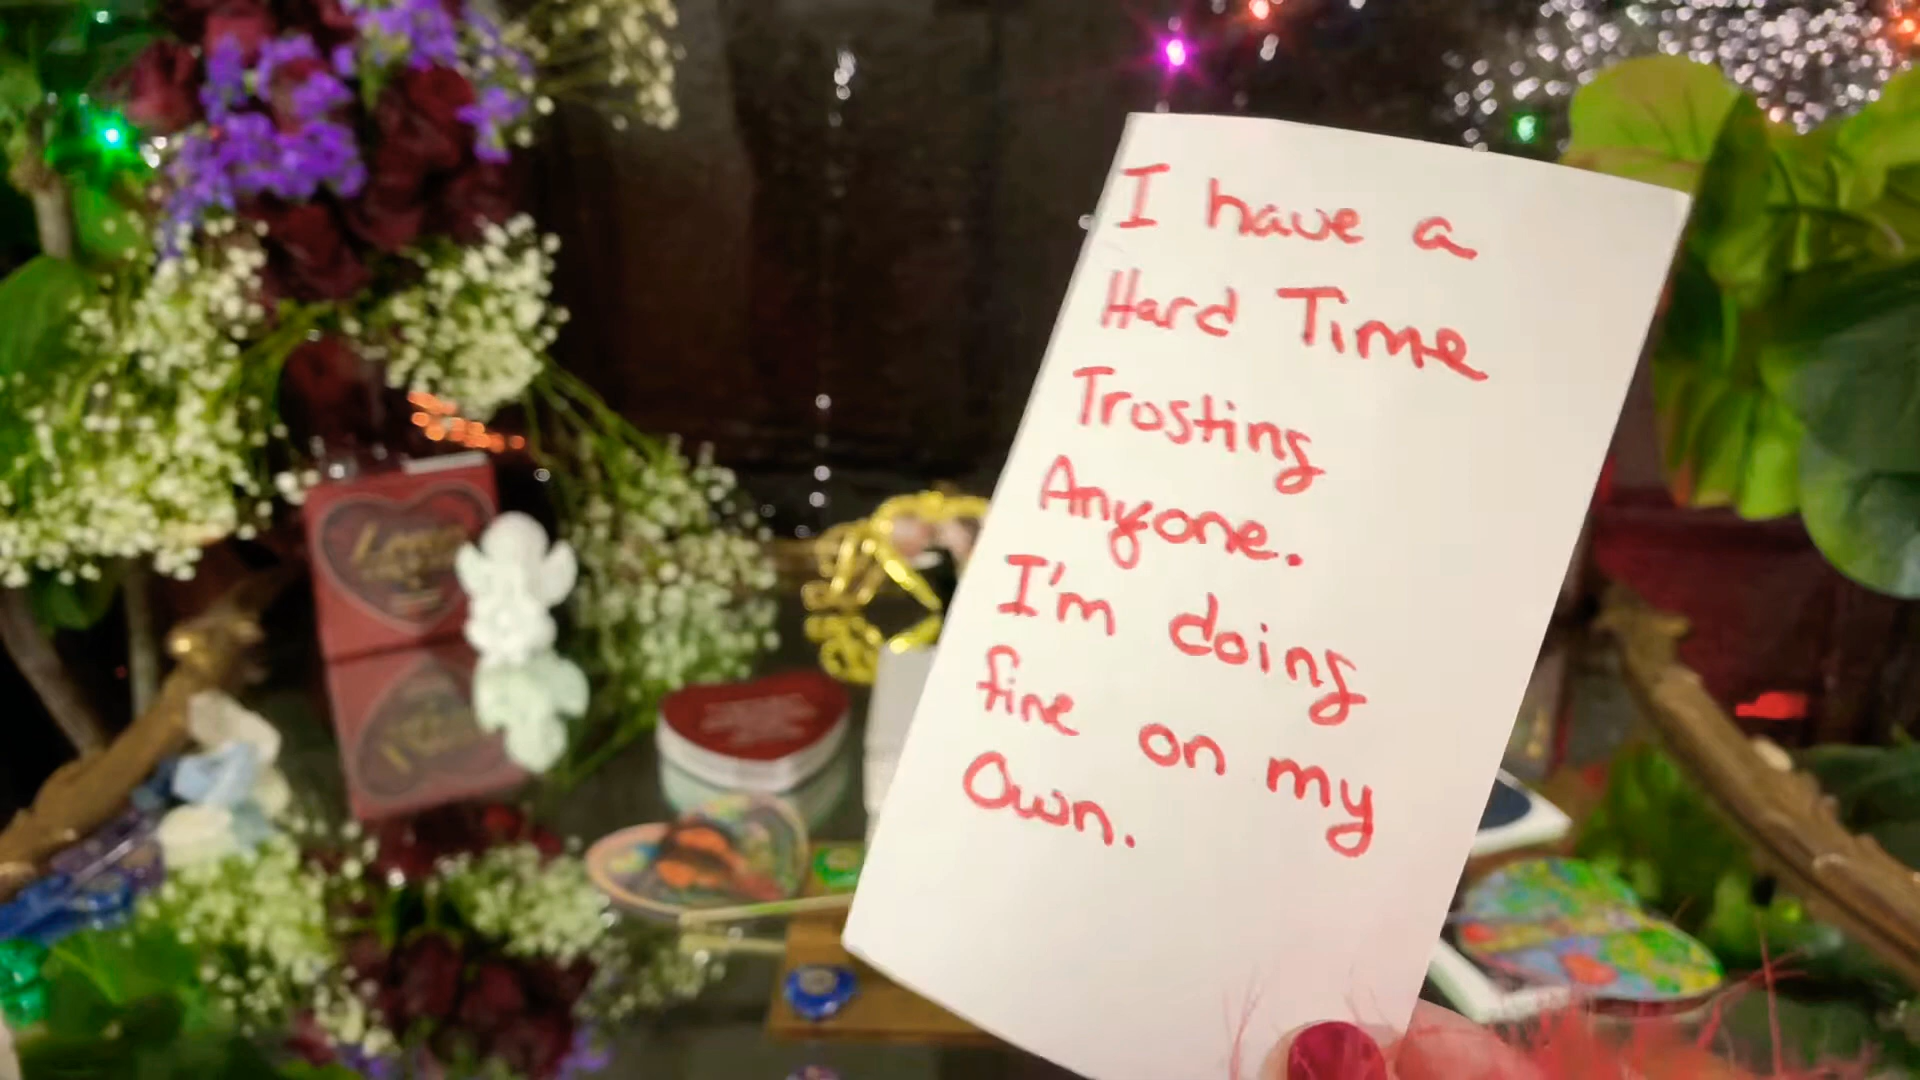 I have a
Hard Time
Trosting
Anyone.
I'm doing
fine on my
Own.